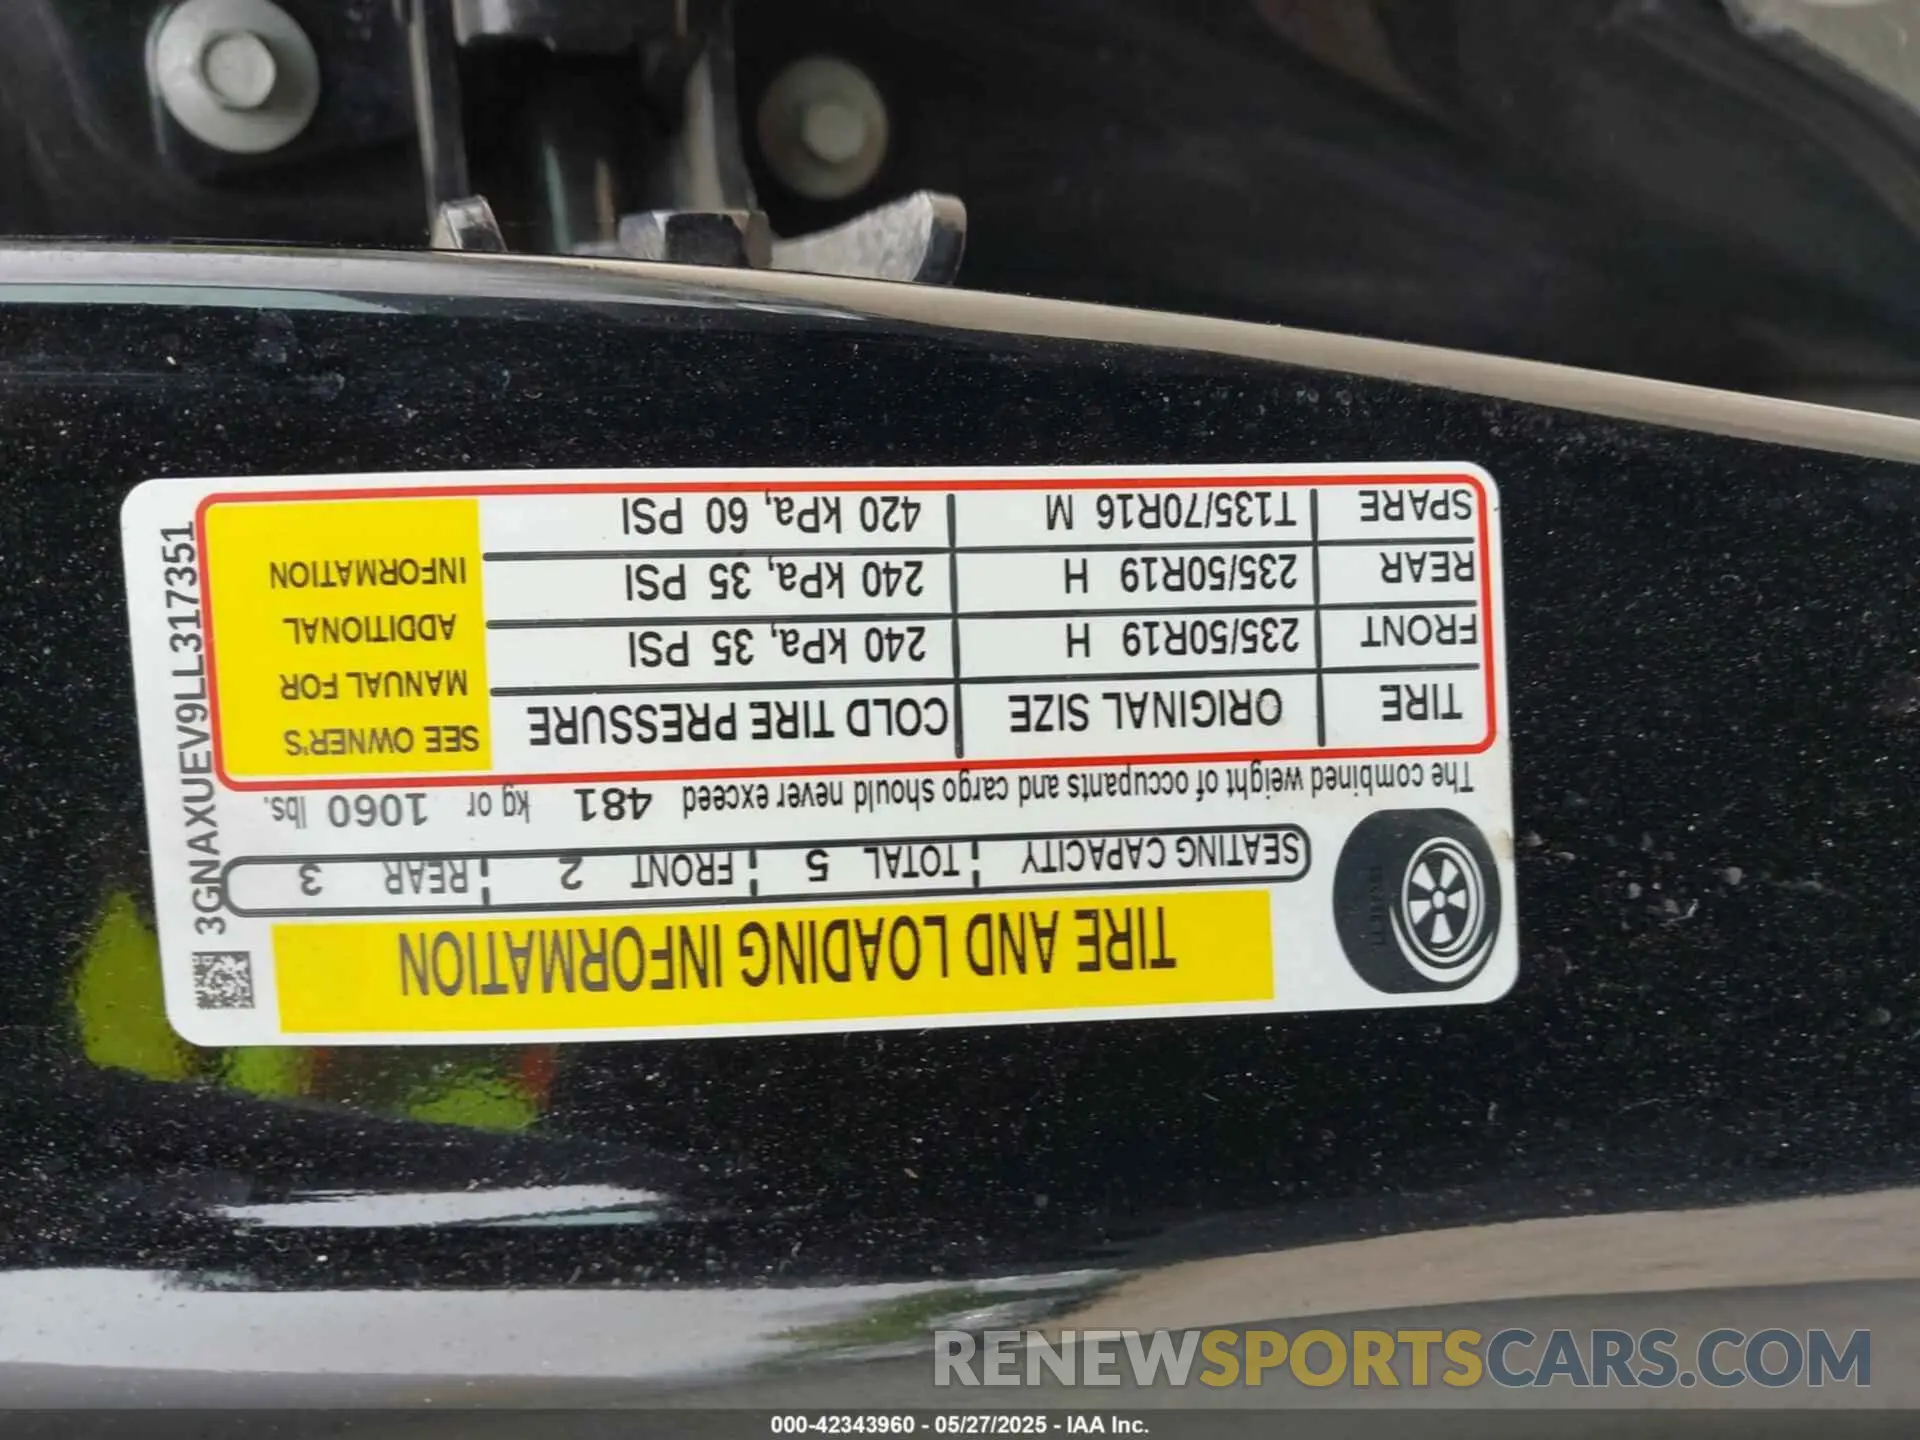 TIRE AND LOADING INFORMATION
SEATING CAPACITY TOTAL 5 FRONT 2 REAR 3
The combined weight of occupants and cargo should never exceed 481 kg or 1060 lbs.
TIRE ORIGINAL SIZE COLD TIRE PRESSURE
FRONT 235/50R19 H 240 kPa, 35 PSI
REAR 235/50R19 H 240 kPa, 35 PSI
SPARE T135/70R16 M 420 kPa, 60 PSI
SEE OWNER'S
MANUAL FOR
ADDITIONAL
INFORMATION
3GNAXUEV9LL317351
RENEWSPORTSCARS.COM
000-42343960 - 05/27/2025 - IAA Inc.